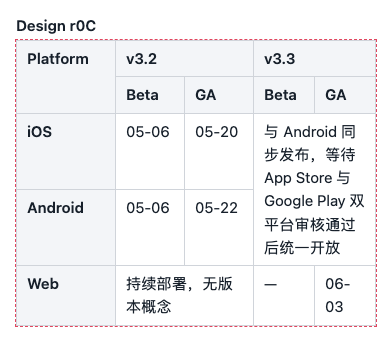 Design r0C
Platform v3.2 v3.3
Beta GA Beta GA
iOS 05-06 05-20 与 Android 同
步发布，等待
App Store 与
Android 05-06 05-22 Google Play 双
平台审核通过
后统一开放
Web 持续部署，无版 — 06-
本概念 03